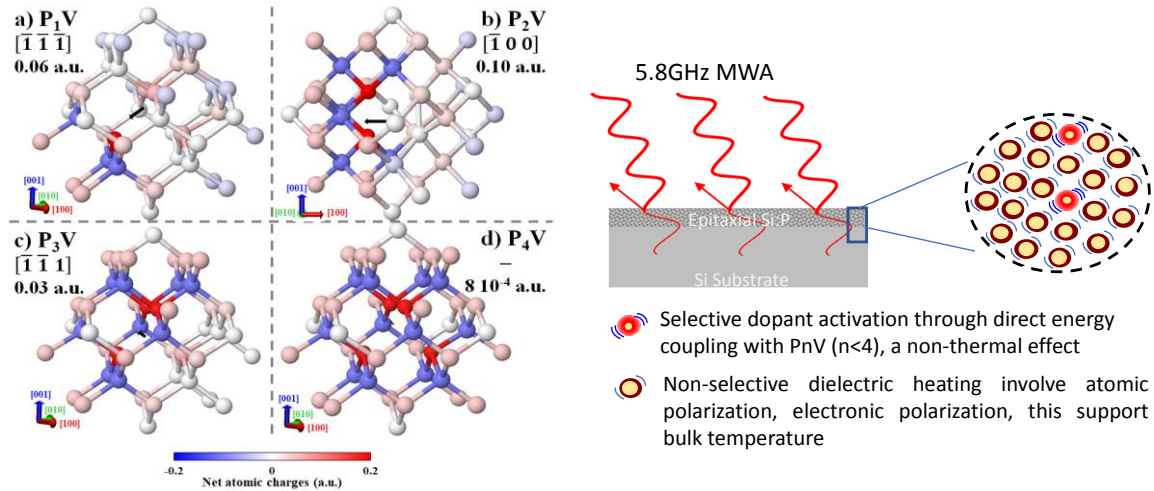 a) P₁V
[1̅ 1̅ 1̅]
0.06 a.u.
[001]
[010]
[100]
b) P₂V
[1̅ 0 0]
0.10 a.u.
[001]
[010]
[100]
c) P₃V
[1̅ 1̅ 1]
0.03 a.u.
[001]
[010]
[100]
d) P₄V
–
8 10⁻⁴ a.u.
[001]
[010]
[100]
-0.2 0 0.2
Net atomic charges (a.u.)
5.8GHz MWA
Epitaxial Si:P
Si Substrate
Selective dopant activation through direct energy
coupling with PnV (n<4), a non-thermal effect
Non-selective dielectric heating involve atomic
polarization, electronic polarization, this support
bulk temperature